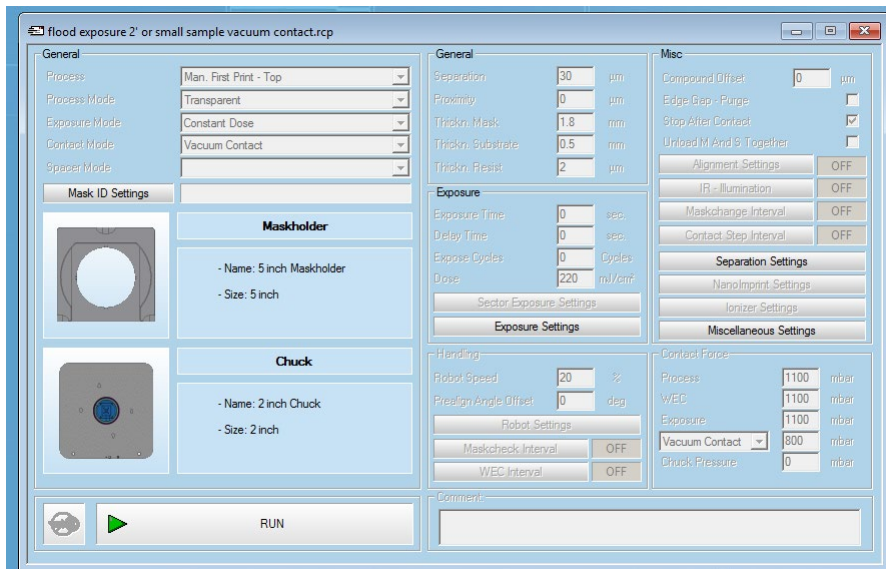 flood exposure 2' or small sample vacuum contact.rcp
General
Process Man. First Print - Top
Process Mode Transparent
Exposure Mode Constant Dose
Contact Mode Vacuum Contact
Spacer Mode
Mask ID Settings
Maskholder
- Name: 5 inch Maskholder
- Size: 5 inch
Chuck
- Name: 2 inch Chuck
- Size: 2 inch
RUN
General
Separation 30 µm
Proximity 0 µm
Thickn. Mask 1.8 mm
Thickn. Substrate 0.5 mm
Thickn. Resist 2 µm
Exposure
Exposure Time 0 sec.
Delay Time 0 sec.
Expose Cycles 0 Cycles
Dose 220 mJ/cm²
Sector Exposure Settings
Exposure Settings
Handling
Robot Speed 20 %
Prealign Angle Offset 0 deg
Robot Settings
Maskcheck Interval OFF
WEC Interval OFF
Comment
Misc
Compound Offset 0 µm
Edge Gap - Purge
Stop After Contact
Unload M And S Together
Alignment Settings OFF
IR - Illumination OFF
Maskchange Interval OFF
Contact Step Interval OFF
Separation Settings
NanoImprint Settings
Ionizer Settings
Miscellaneous Settings
Contact Force
Process 1100 mbar
WEC 1100 mbar
Exposure 1100 mbar
Vacuum Contact 800 mbar
Chuck Pressure 0 mbar